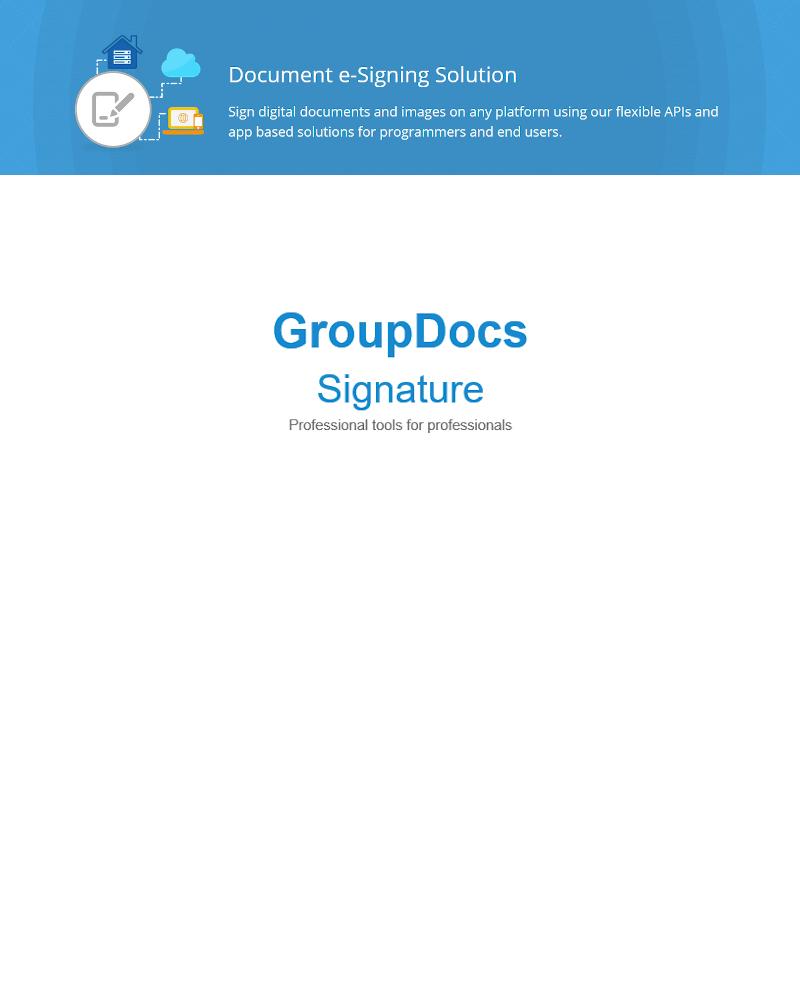 Document e-Signing Solution
Sign digital documents and images on any platform using our flexible APIs and
app based solutions for programmers and end users.
GroupDocs
Signature
Professional tools for professionals